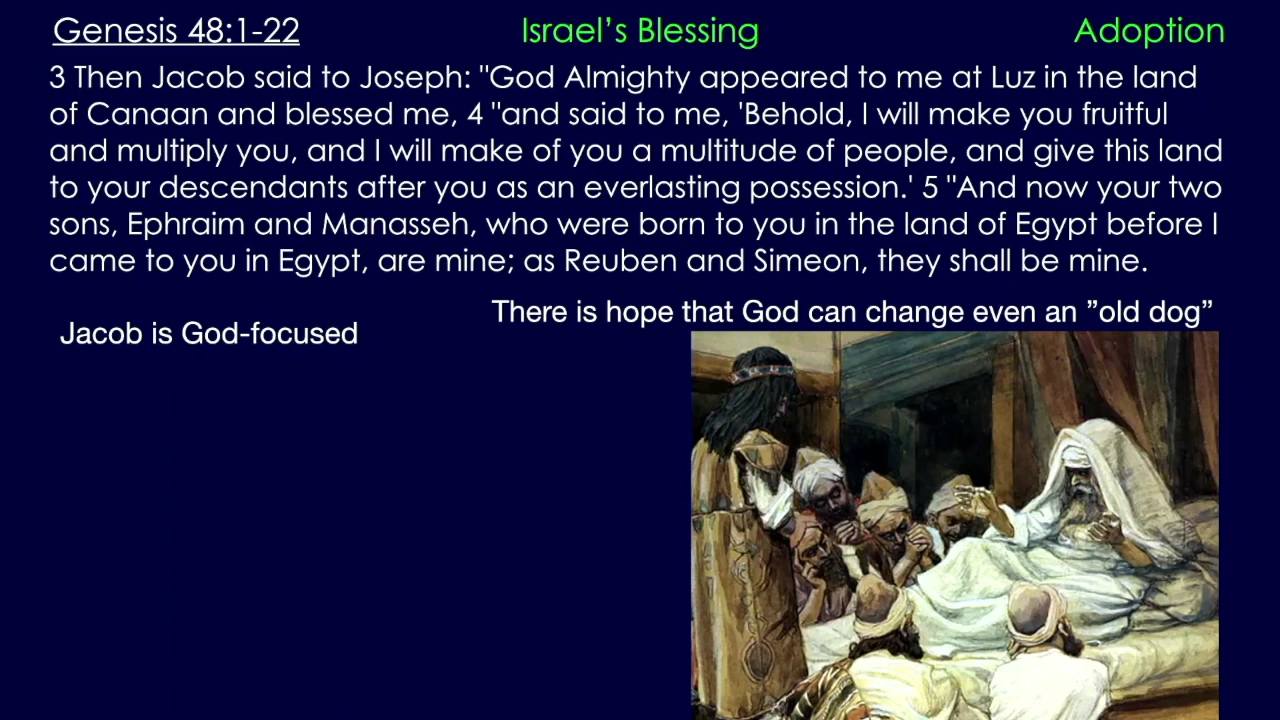 Genesis 48:1-22 Israel’s Blessing Adoption
3 Then Jacob said to Joseph: "God Almighty appeared to me at Luz in the land
of Canaan and blessed me, 4 "and said to me, 'Behold, I will make you fruitful
and multiply you, and I will make of you a multitude of people, and give this land
to your descendants after you as an everlasting possession.' 5 "And now your two
sons, Ephraim and Manasseh, who were born to you in the land of Egypt before I
came to you in Egypt, are mine; as Reuben and Simeon, they shall be mine.
There is hope that God can change even an ”old dog”
Jacob is God-focused